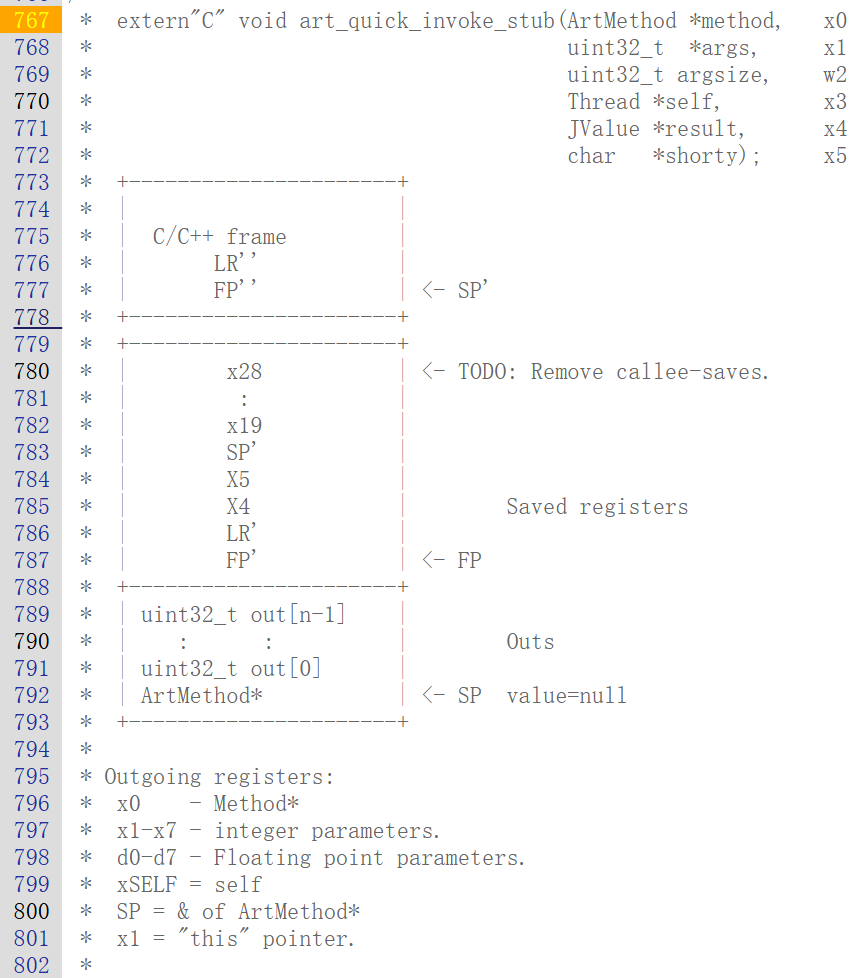 767 *  extern"C" void art_quick_invoke_stub(ArtMethod *method,   x0
768 *                                       uint32_t  *args,     x1
769 *                                       uint32_t argsize,    w2
770 *                                       Thread *self,        x3
771 *                                       JValue *result,      x4
772 *                                       char   *shorty);     x5
773 *  +----------------------+
774 *  |                      |
775 *  |  C/C++ frame         |
776 *  |       LR''           |
777 *  |       FP''           | <- SP'
778 *  +----------------------+
779 *  +----------------------+
780 *  |        x28           | <- TODO: Remove callee-saves.
781 *  |         :            |
782 *  |        x19           |
783 *  |        SP'           |
784 *  |        X5            |
785 *  |        X4            |        Saved registers
786 *  |        LR'           |
787 *  |        FP'           | <- FP
788 *  +----------------------+
789 *  | uint32_t out[n-1]    |
790 *  |    :      :          |        Outs
791 *  | uint32_t out[0]      |
792 *  | ArtMethod*           | <- SP  value=null
793 *  +----------------------+
794 *
795 * Outgoing registers:
796 *  x0    - Method*
797 *  x1-x7 - integer parameters.
798 *  d0-d7 - Floating point parameters.
799 *  xSELF = self
800 *  SP = & of ArtMethod*
801 *  x1 = "this" pointer.
802 *